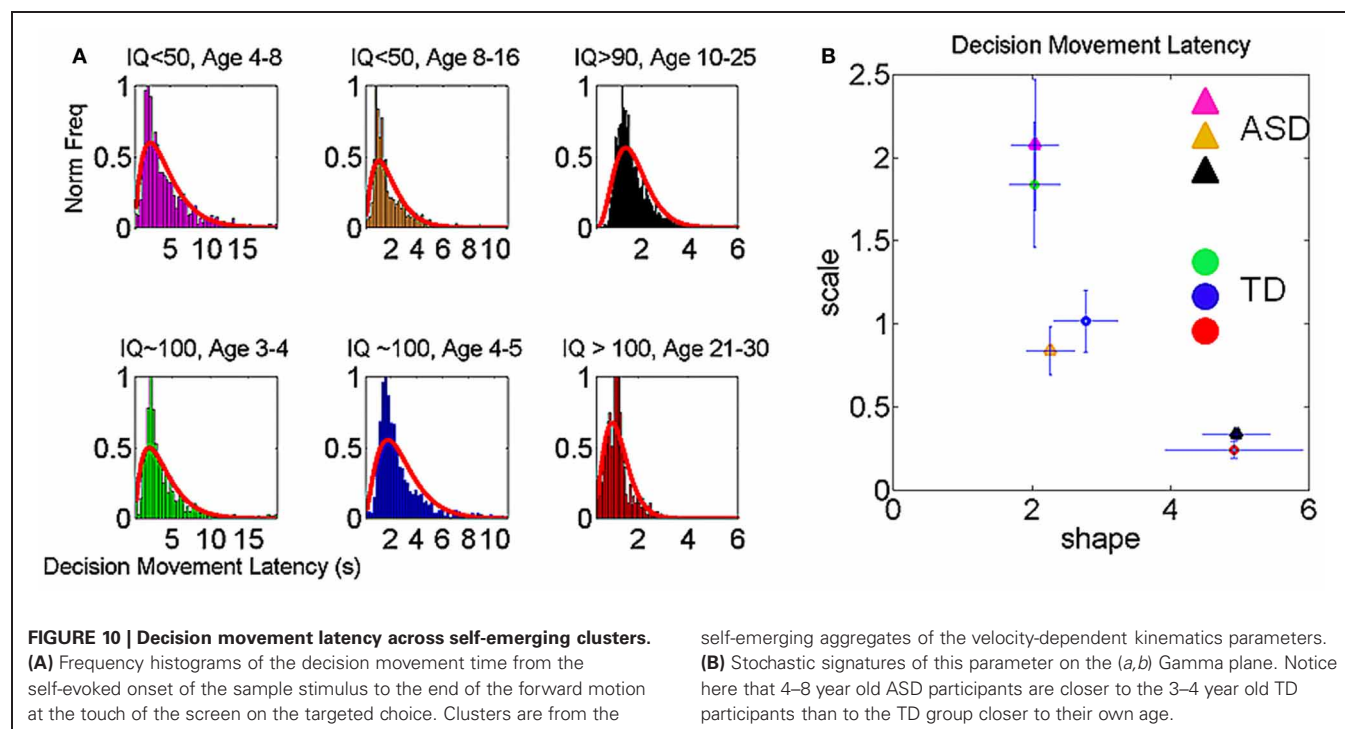 A
IQ<50, Age 4-8
IQ<50, Age 8-16
IQ>90, Age 10-25
Norm Freq
1
0.5
0
5 10 15
1
0.5
0
2 4 6 8 10
1
0.5
0
2 4 6
IQ~100, Age 3-4
IQ ~100, Age 4-5
IQ > 100, Age 21-30
1
0.5
0
5 10 15
1
0.5
0
2 4 6 8 10
1
0.5
0
2 4 6
Decision Movement Latency (s)
B
Decision Movement Latency
2.5
2
1.5
1
0.5
0
scale
0 2 4 6
shape
ASD
TD
FIGURE 10 | Decision movement latency across self-emerging clusters.
(A) Frequency histograms of the decision movement time from the
self-evoked onset of the sample stimulus to the end of the forward motion
at the touch of the screen on the targeted choice. Clusters are from the
self-emerging aggregates of the velocity-dependent kinematics parameters.
(B) Stochastic signatures of this parameter on the (a,b) Gamma plane. Notice
here that 4–8 year old ASD participants are closer to the 3–4 year old TD
participants than to the TD group closer to their own age.